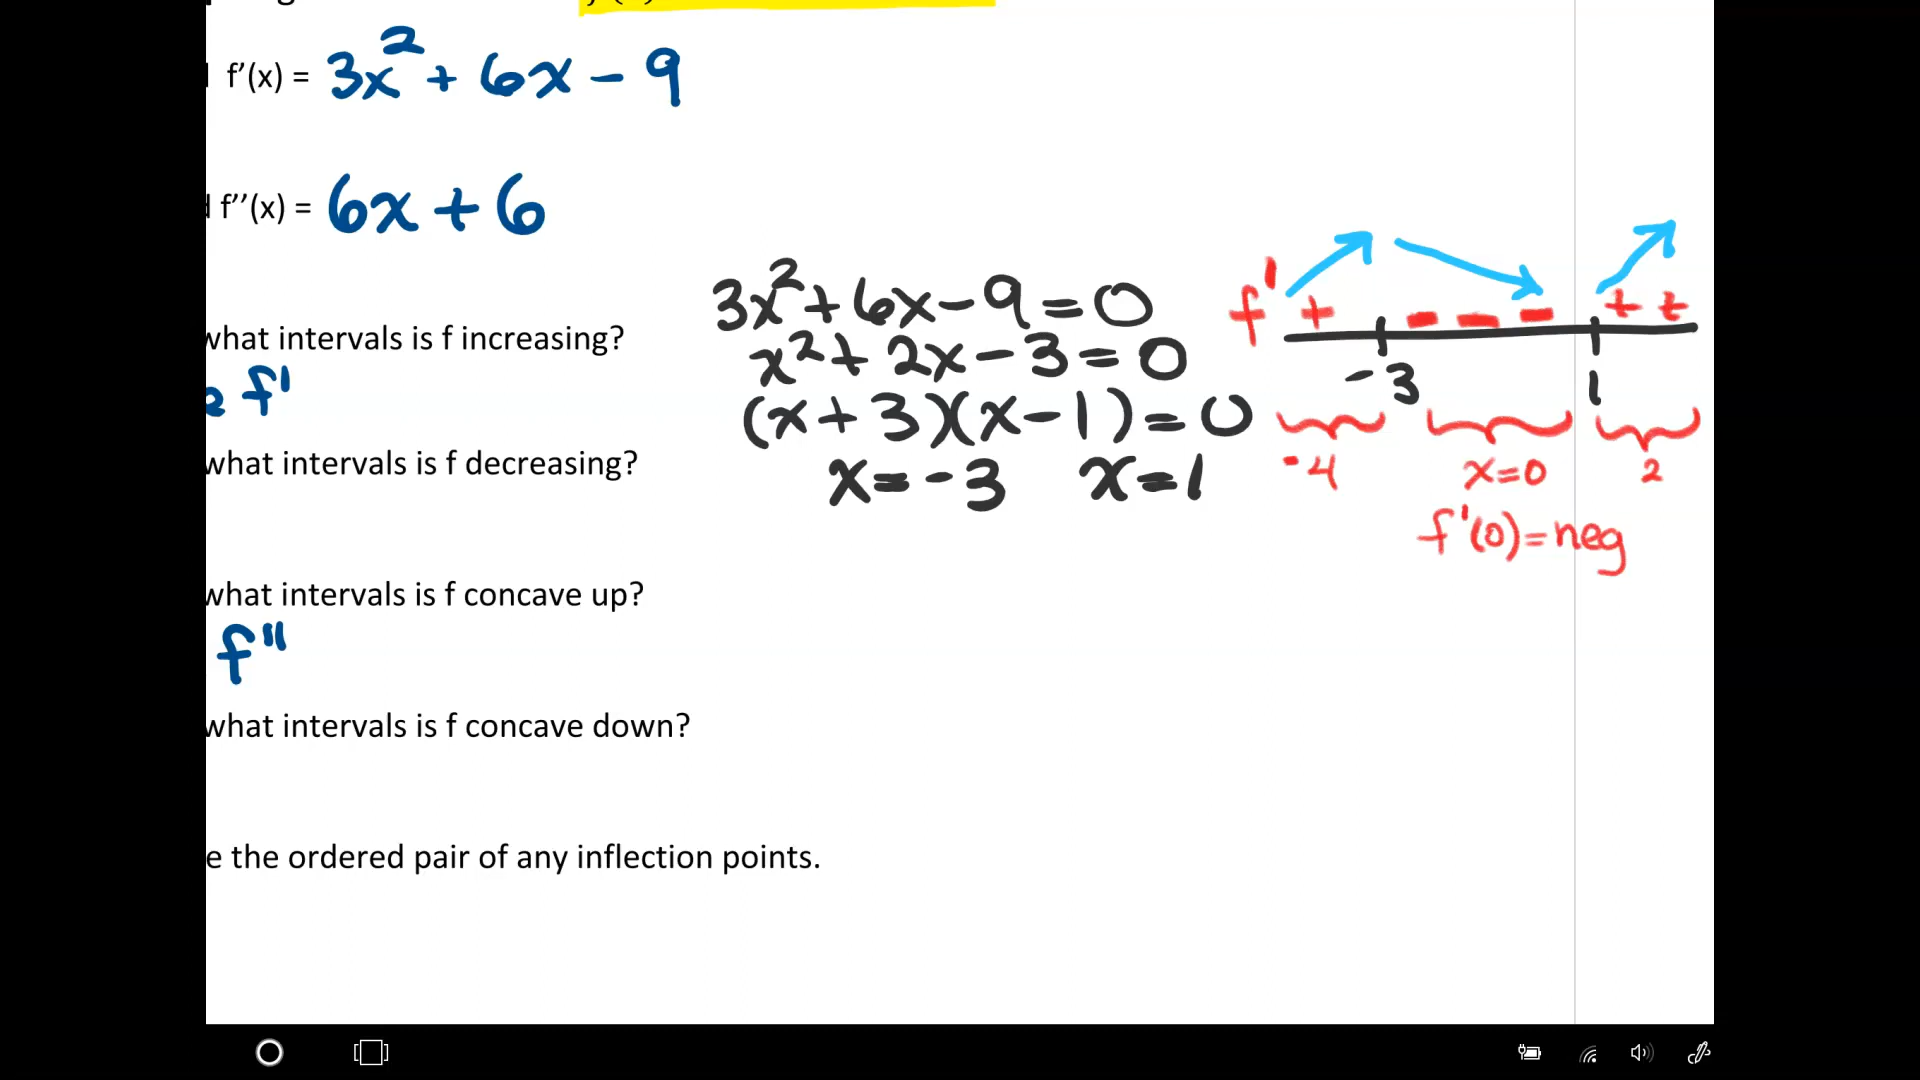 f'(x) = 3x² + 6x - 9
f''(x) = 6x + 6
3x² + 6x - 9 = 0
x² + 2x - 3 = 0
(x + 3)(x - 1) = 0
x = -3 x = 1
f' + - - - + +
-3 1
-4 x=0 2
f'(0) = neg
what intervals is f increasing?
f'
what intervals is f decreasing?
what intervals is f concave up?
f''
what intervals is f concave down?
e the ordered pair of any inflection points.